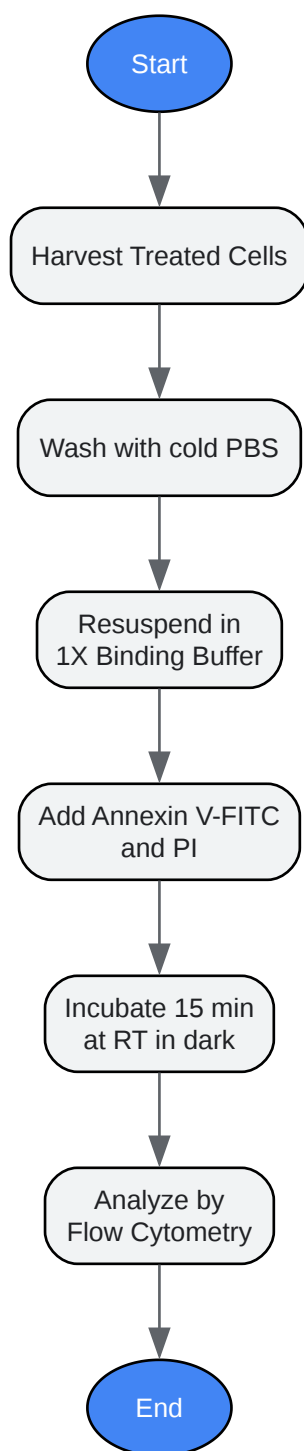 Start
Harvest Treated Cells
Wash with cold PBS
Resuspend in
1X Binding Buffer
Add Annexin V-FITC
and PI
Incubate 15 min
at RT in dark
Analyze by
Flow Cytometry
End